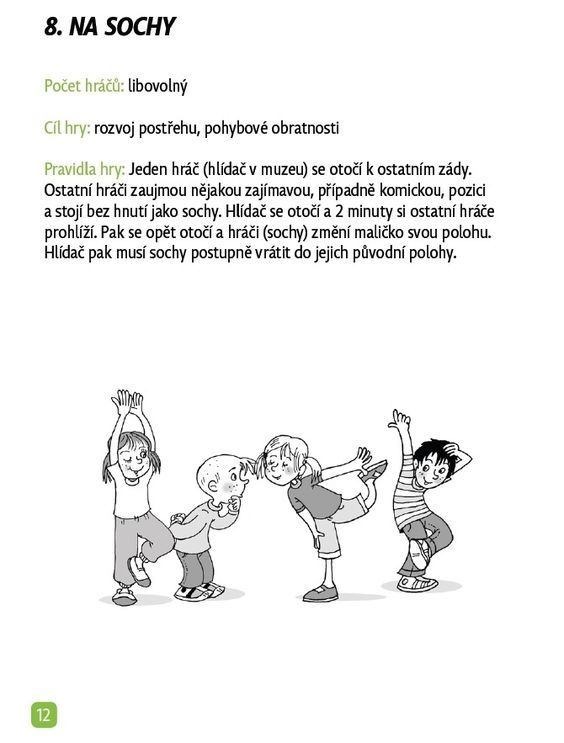 8. NA SOCHY
Počet hráčů: libovolný
Cíl hry: rozvoj postřehu, pohybové obratnosti
Pravidla hry: Jeden hráč (hlídač v muzeu) se otočí k ostatním zády.
Ostatní hráči zaujmou nějakou zajímavou, případně komickou, pozici
a stojí bez hnutí jako sochy. Hlídač se otočí a 2 minuty si ostatní hráče
prohlíží. Pak se opět otočí a hráči (sochy) změní maličko svou polohu.
Hlídač pak musí sochy postupně vrátit do jejich původní polohy.
12